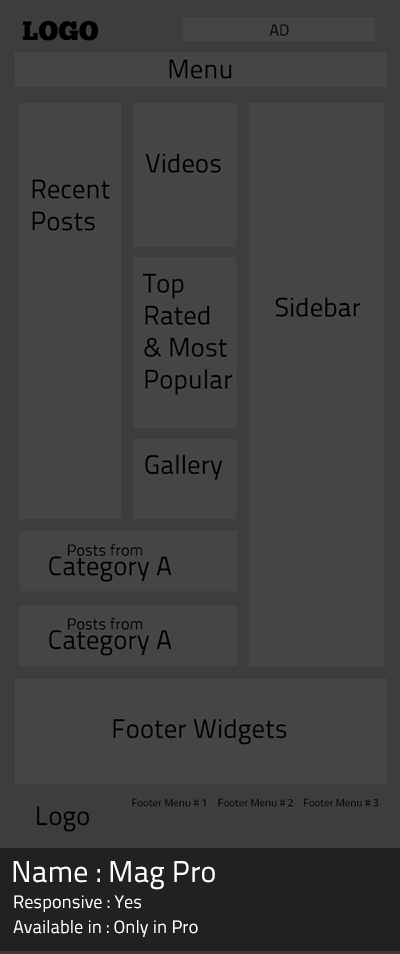 LOGO
AD
Menu
Recent
Posts
Videos
Top
Rated
& Most
Popular
Gallery
Sidebar
Posts from
Category A
Posts from
Category A
Footer Widgets
Logo
Footer Menu # 1 Footer Menu # 2 Footer Menu # 3
Name : Mag Pro
Responsive : Yes
Available in : Only in Pro